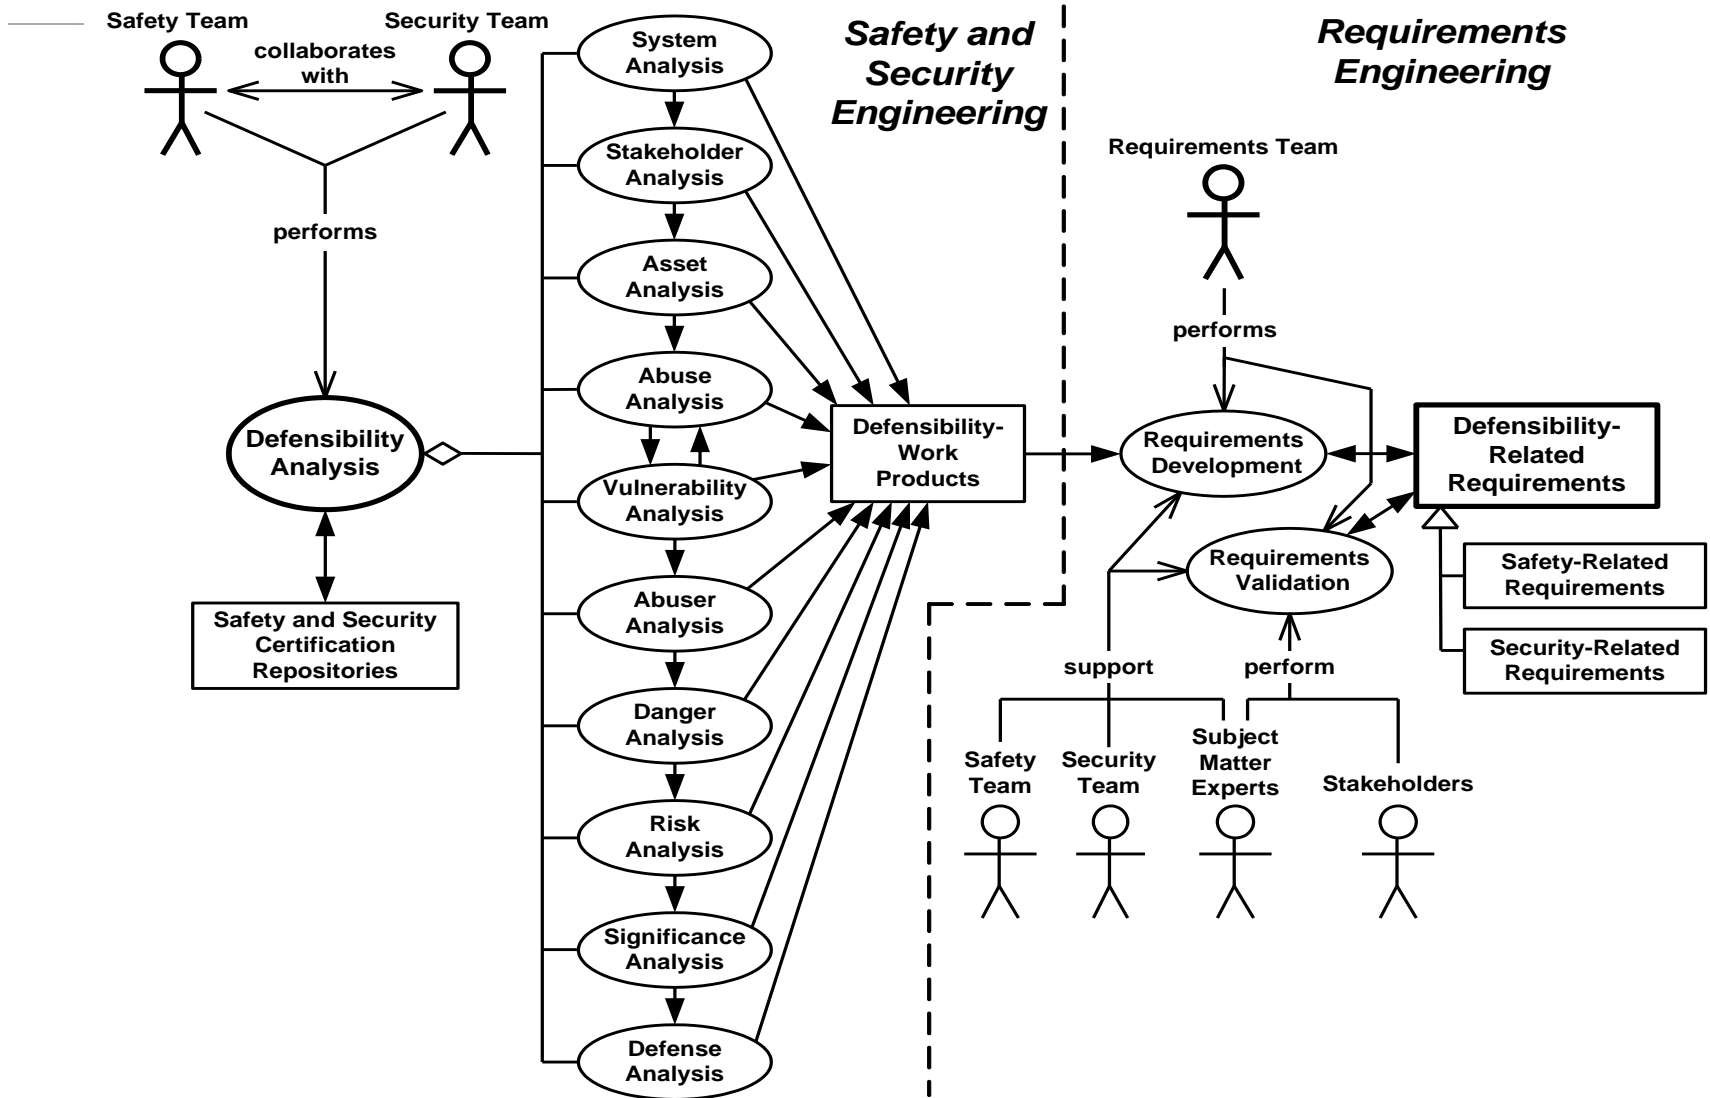 Safety Team
Security Team
collaborates
with
performs
Defensibility
Analysis
Safety and Security
Certification
Repositories
System
Analysis
Stakeholder
Analysis
Asset
Analysis
Abuse
Analysis
Vulnerability
Analysis
Abuser
Analysis
Danger
Analysis
Risk
Analysis
Significance
Analysis
Defense
Analysis
Safety and
Security
Engineering
Defensibility-
Work
Products
Requirements
Engineering
Requirements Team
performs
Requirements
Development
Requirements
Validation
Defensibility-
Related
Requirements
Safety-Related
Requirements
Security-Related
Requirements
support
perform
Safety
Team
Security
Team
Subject
Matter
Experts
Stakeholders